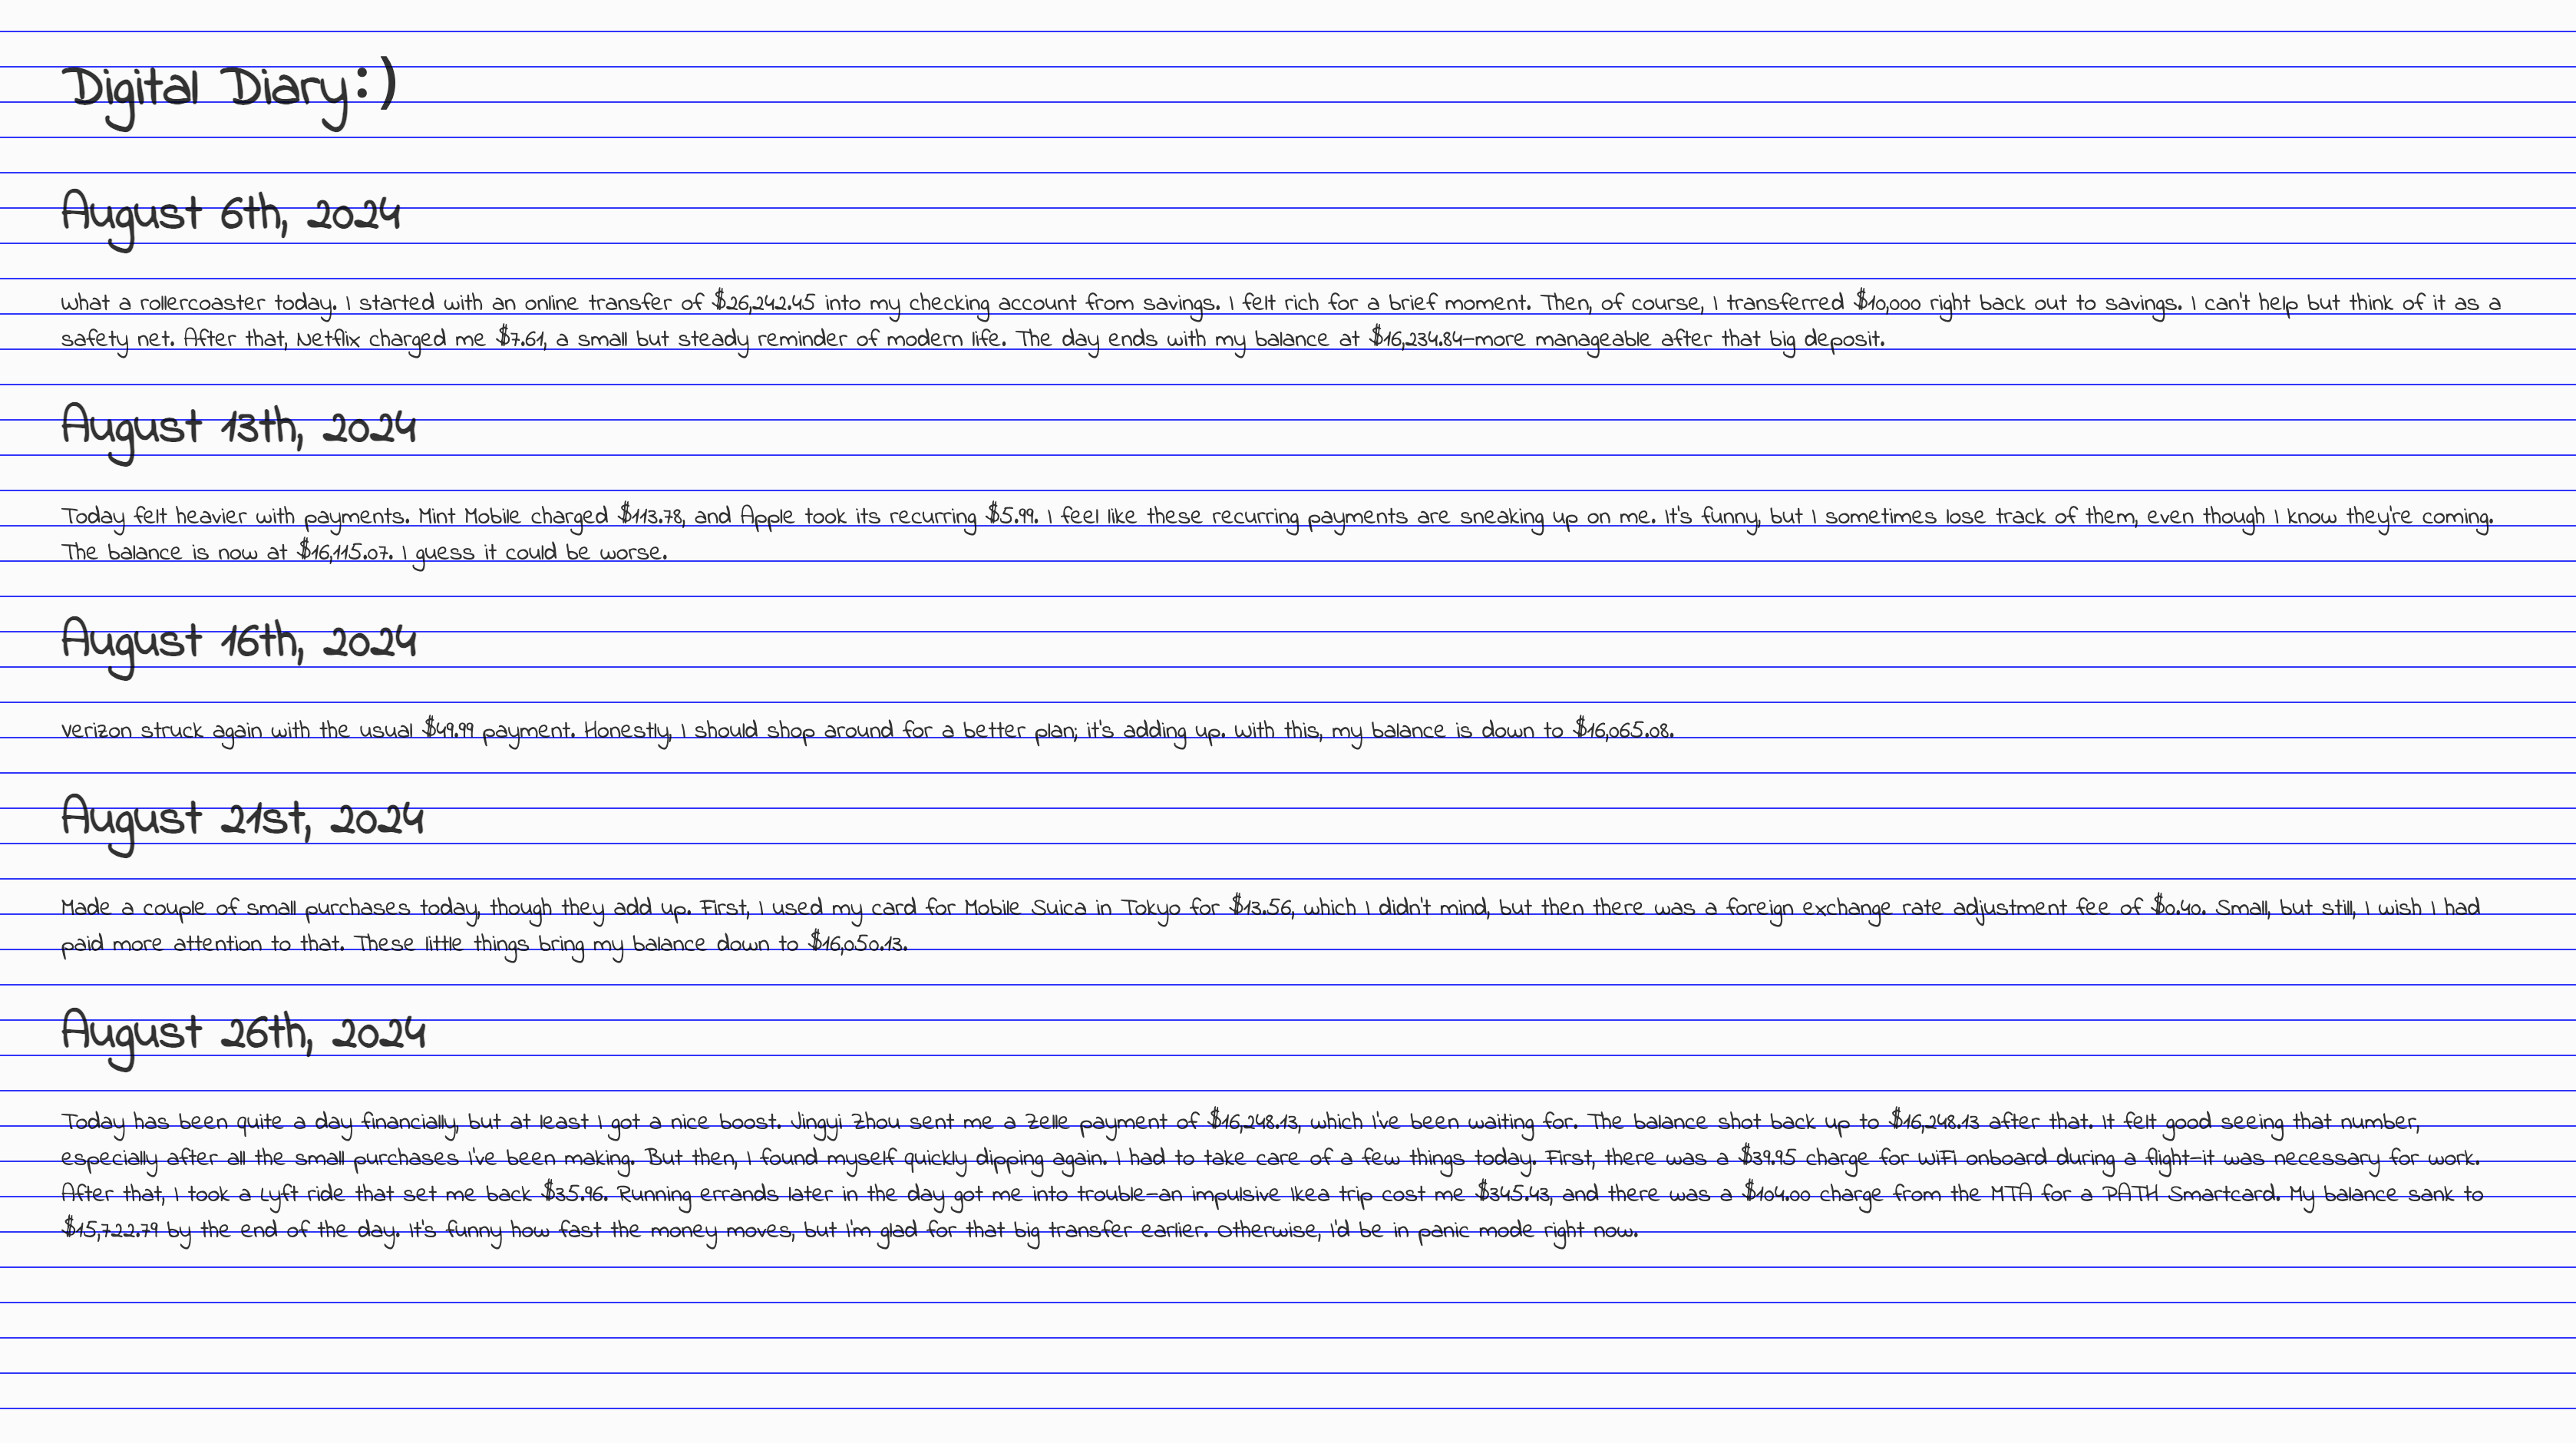 Digital Diary:)
August 6th, 2024
What a rollercoaster today. I started with an online transfer of $26,242.45 into my checking account from savings. I felt rich for a brief moment. Then, of course, I transferred $10,000 right back out to savings. I can't help but think of it as a
safety net. After that, Netflix charged me $7.61, a small but steady reminder of modern life. The day ends with my balance at $16,234.84—more manageable after that big deposit.
August 13th, 2024
Today felt heavier with payments. Mint Mobile charged $113.78, and Apple took its recurring $5.99. I feel like these recurring payments are sneaking up on me. It's funny, but I sometimes lose track of them, even though I know they're coming.
The balance is now at $16,115.07. I guess it could be worse.
August 16th, 2024
Verizon struck again with the usual $49.99 payment. Honestly, I should shop around for a better plan; it's adding up. With this, my balance is down to $16,065.08.
August 21st, 2024
Made a couple of small purchases today, though they add up. First, I used my card for Mobile Suica in Tokyo for $13.56, which I didn't mind, but then there was a foreign exchange rate adjustment fee of $0.40. Small, but still, I wish I had
paid more attention to that. These little things bring my balance down to $16,050.13.
August 26th, 2024
Today has been quite a day financially, but at least I got a nice boost. Jingyi Zhou sent me a Zelle payment of $16,248.13, which I've been waiting for. The balance shot back up to $16,248.13 after that. It felt good seeing that number,
especially after all the small purchases I've been making. But then, I found myself quickly dipping again. I had to take care of a few things today. First, there was a $39.95 charge for WiFi onboard during a flight—it was necessary for work.
After that, I took a Lyft ride that set me back $35.96. Running errands later in the day got me into trouble—an impulsive Ikea trip cost me $345.43, and there was a $104.00 charge from the MTA for a PATH Smartcard. My balance sank to
$15,722.79 by the end of the day. It's funny how fast the money moves, but I'm glad for that big transfer earlier. Otherwise, I'd be in panic mode right now.